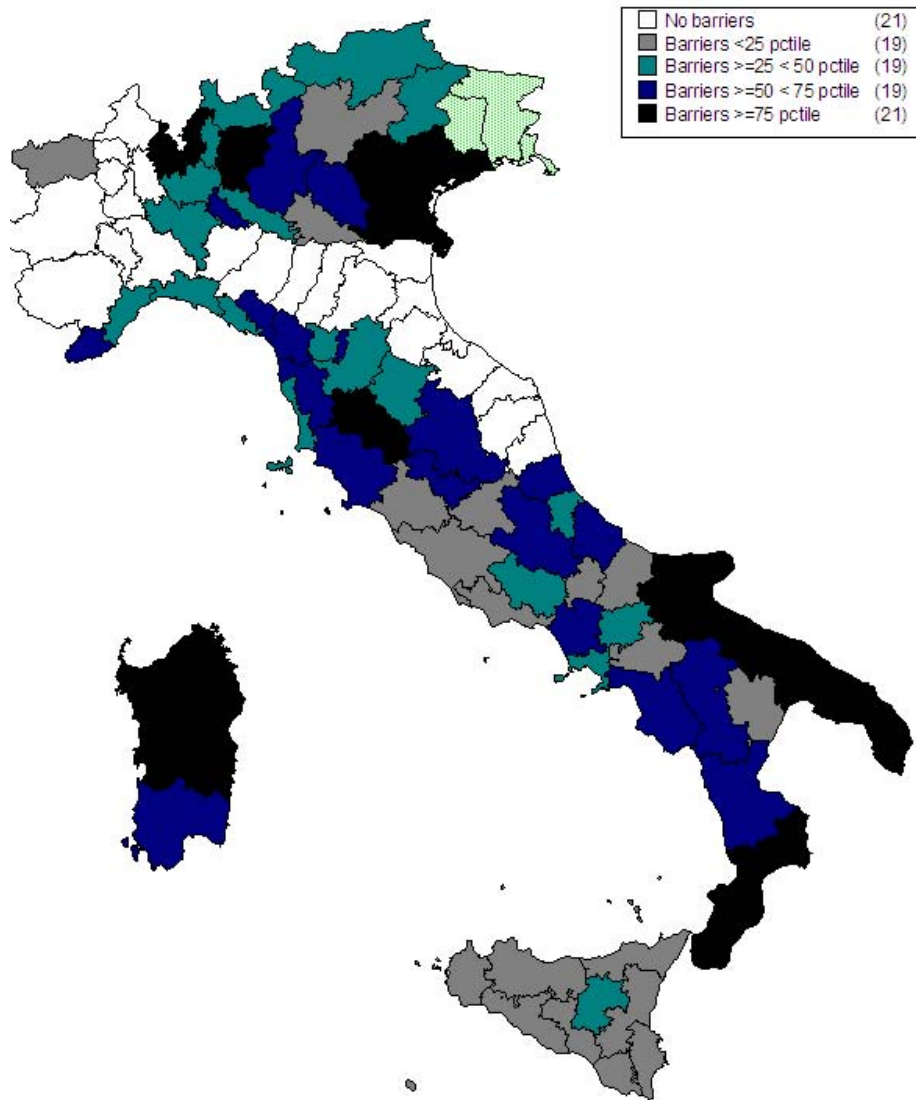 No barriers (21)
Barriers <25 pctile (19)
Barriers >=25 < 50 pctile (19)
Barriers >=50 < 75 pctile (19)
Barriers >=75 pctile (21)